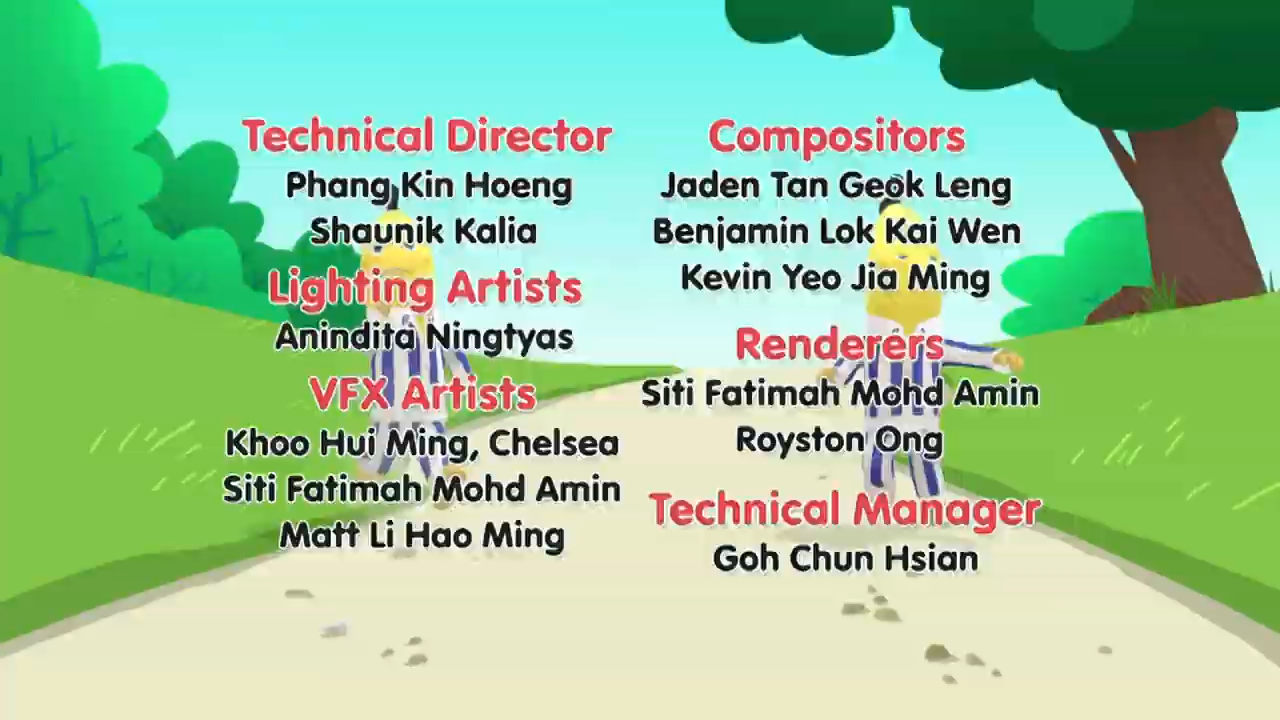 Technical Director
Phang Kin Hoeng
Shaunik Kalia
Lighting Artists
Anindita Ningtyas
VFX Artists
Khoo Hui Ming, Chelsea
Siti Fatimah Mohd Amin
Matt Li Hao Ming
Compositors
Jaden Tan Geok Leng
Benjamin Lok Kai Wen
Kevin Yeo Jia Ming
Renderers
Siti Fatimah Mohd Amin
Royston Ong
Technical Manager
Goh Chun Hsian